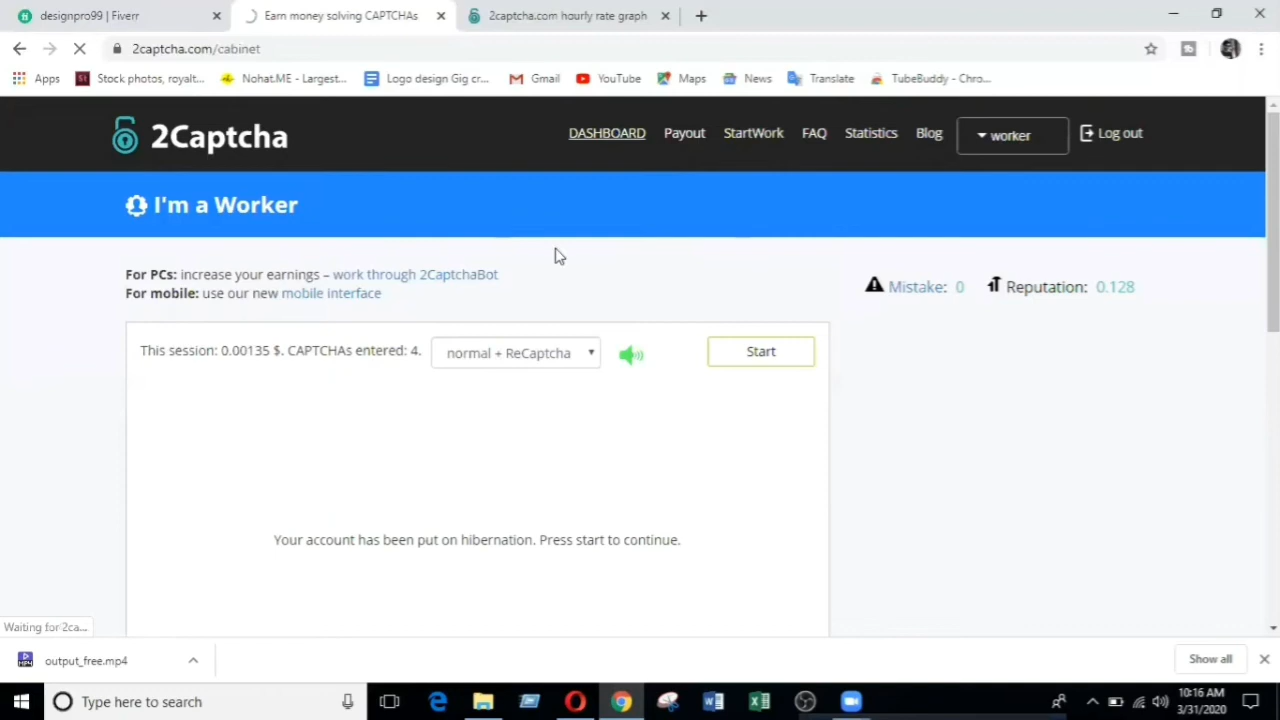 designpro99 | Fiverr
Earn money solving CAPTCHAs
2captcha.com hourly rate graph
2captcha.com/cabinet
Apps
Stock photos, royalt...
Nohat.ME - Largest...
Logo design Gig cr...
Gmail
YouTube
Maps
News
Translate
TubeBuddy - Chro...
2Captcha
DASHBOARD
Payout
StartWork
FAQ
Statistics
Blog
worker
Log out
I'm a Worker
For PCs: increase your earnings – work through 2CaptchaBot
For mobile: use our new mobile interface
Mistake: 0
Reputation: 0.128
This session: 0.00135 $. CAPTCHAs entered: 4.
normal + ReCaptcha
Start
Your account has been put on hibernation. Press start to continue.
Waiting for 2ca...
output_free.mp4
Show all
Type here to search
10:16 AM
3/31/2020